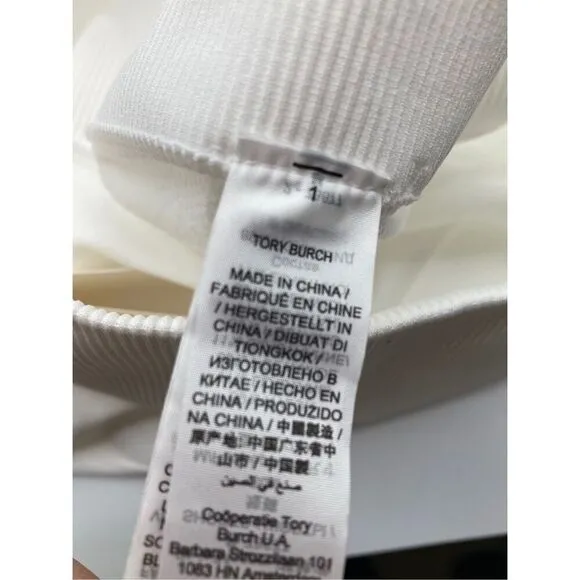 1
TORY BURCH
MADE IN CHINA /
FABRIQUÉ EN CHINE
/ HERGESTELLT IN
CHINA / DIBUAT DI
TIONGKOK /
ИЗГОТОВЛЕНО В
КИТАЕ / HECHO EN
CHINA / PRODUZIDO
NA CHINA / 中國製造 /
原产地: 中国广东省中
山市 / 中国製
صنع في الصين
Coöperatie Tory
Burch U.A.
Barbara Strozzilaan 101
1083 HN Amsterdam